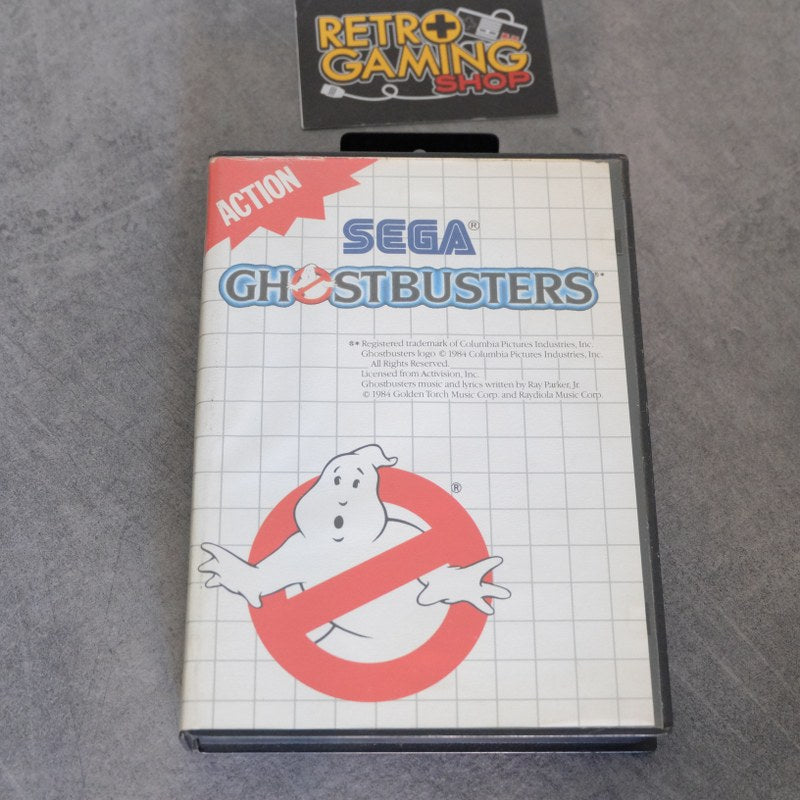 RETRO
GAMING
SHOP
ACTION
SEGA®
GHOSTBUSTERS®*
®* Registered trademark of Columbia Pictures Industries, Inc.
Ghostbusters logo © 1984 Columbia Pictures Industries, Inc.
All Rights Reserved.
Licensed from Activision, Inc.
Ghostbusters music and lyrics written by Ray Parker, Jr.
© 1984 Golden Torch Music Corp. and Raydiola Music Corp.
®